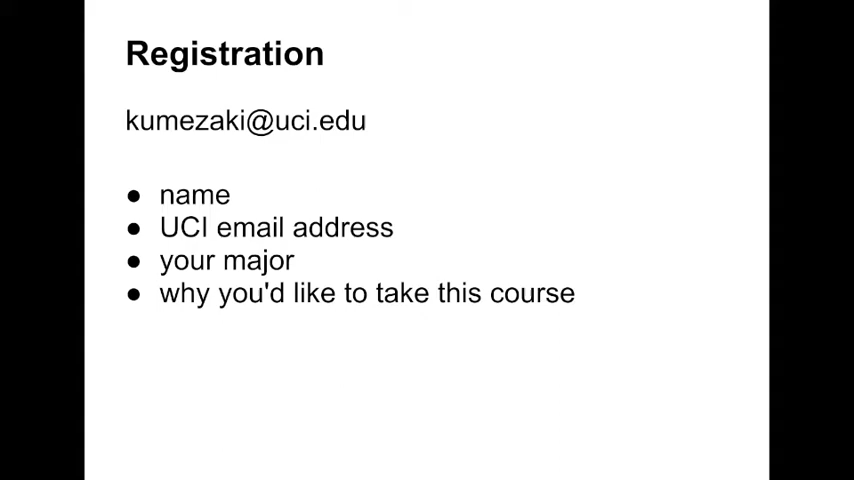 Registration
kumezaki@uci.edu
● name
● UCI email address
● your major
● why you'd like to take this course